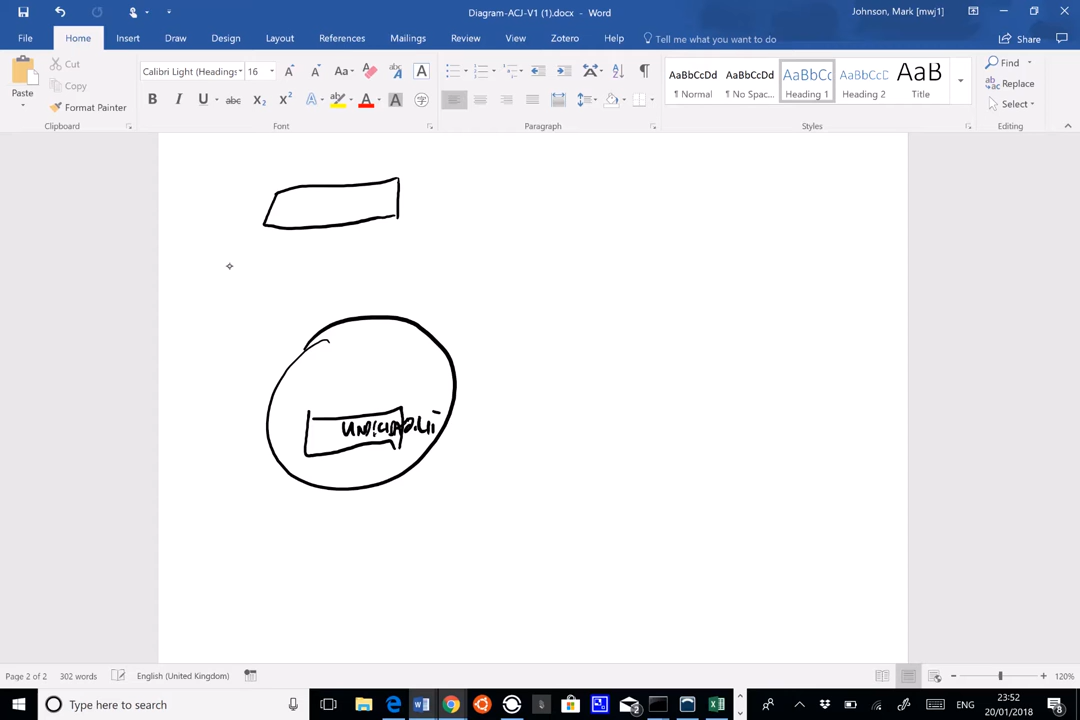 Diagram-ACJ-V1 (1).docx - Word
Johnson, Mark [mwj1]
File Home Insert Draw Design Layout References Mailings Review View Zotero Help Tell me what you want to do Share
Paste
Cut
Copy
Format Painter
Clipboard
Calibri Light (Headings 16
Font
Paragraph
AaBbCcDd AaBbCcDd AaBbCc AaBbCcD AaB
¶ Normal ¶ No Spac... Heading 1 Heading 2 Title
Styles
Find
Replace
Select
Editing
Page 2 of 2 302 words English (United Kingdom) 120%
Type here to search
2
ENG
23:52
20/01/2018
8